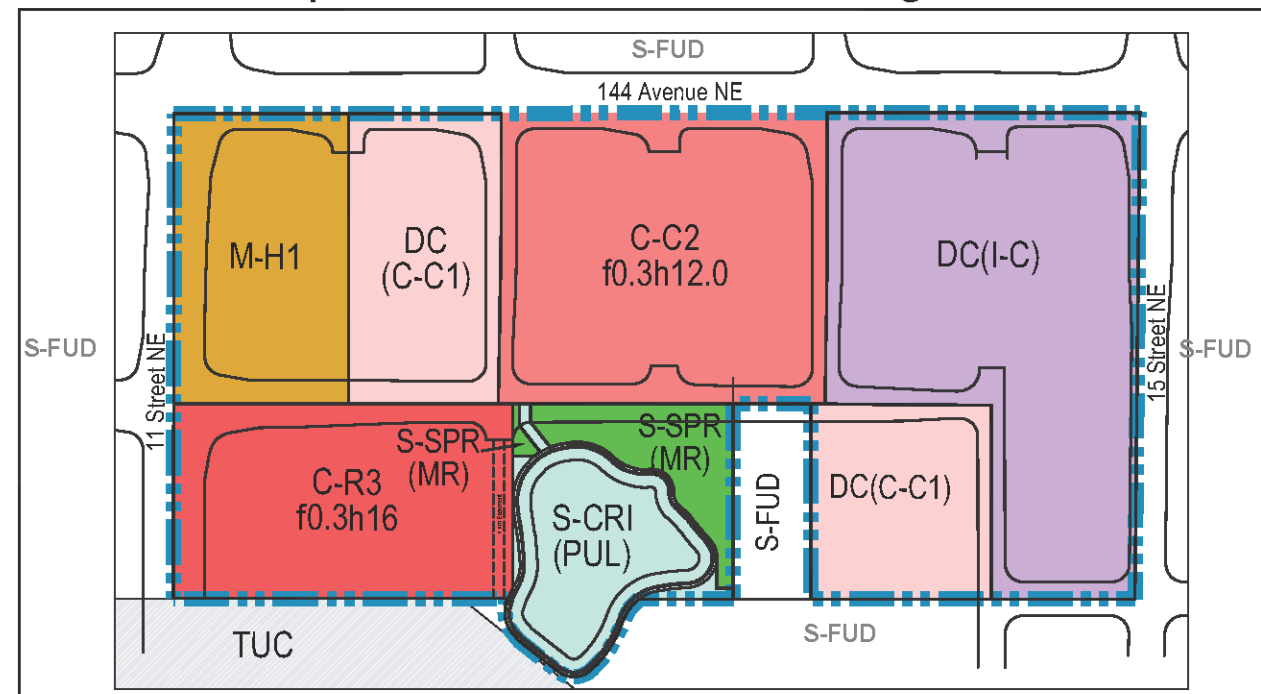 S-FUD
144 Avenue NE
M-H1
DC
(C-C1)
C-C2
f0.3h12.0
DC(I-C)
S-FUD
11 Street NE
15 Street NE
S-FUD
C-R3
f0.3h16
S-SPR
(MR)
S-SPR
(MR)
S-CRI
(PUL)
S-FUD
DC(C-C1)
TUC
S-FUD